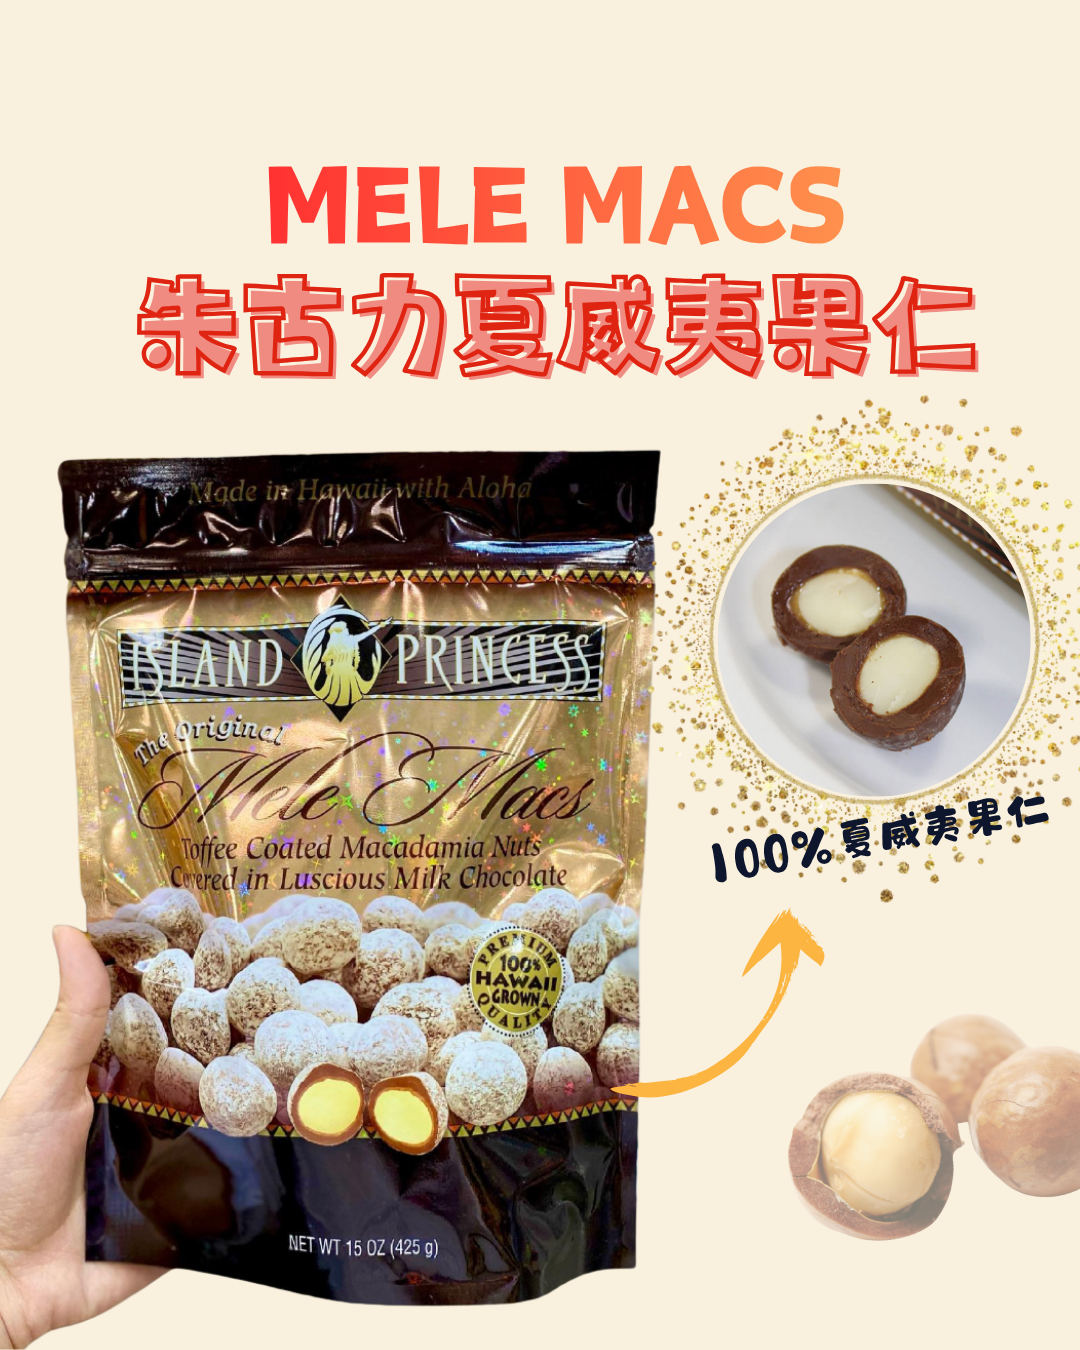 MELE MACS
朱古力夏威夷果仁
Made in Hawaii with Aloha
ISLAND PRINCESS
The Original
Mele Macs
Toffee Coated Macadamia Nuts
Covered in Luscious Milk Chocolate
PREMIUM
100%
HAWAII
GROWN
QUALITY
NET WT 15 OZ (425 g)
100%夏威夷果仁